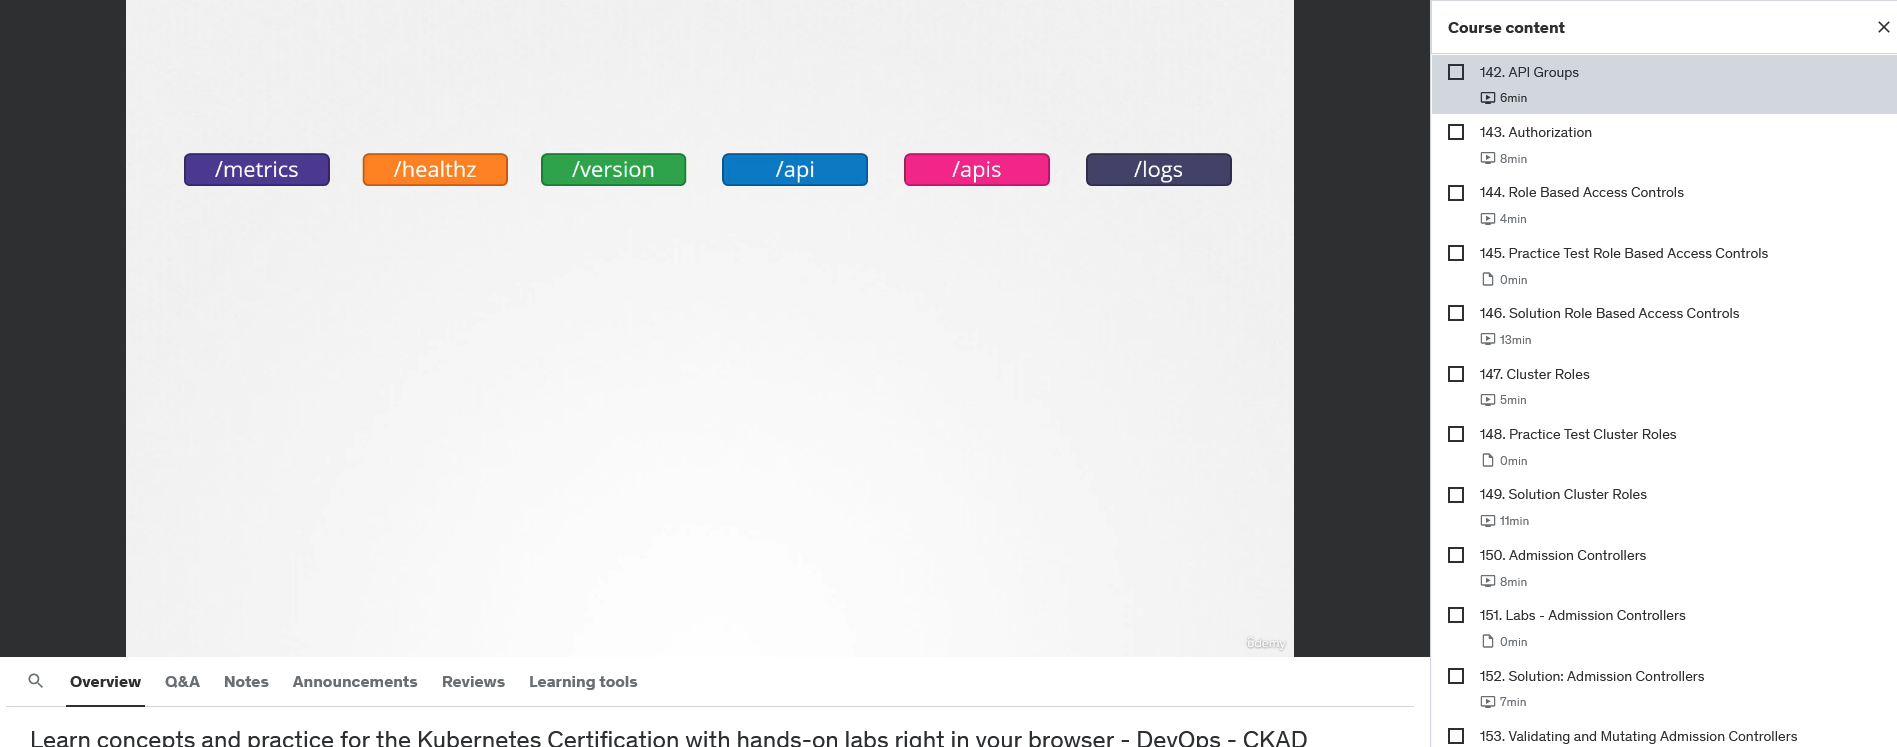 /metrics
/healthz
/version
/api
/apis
/logs
ûdemy
Overview
Q&A
Notes
Announcements
Reviews
Learning tools
Learn concepts and practice for the Kubernetes Certification with hands-on labs right in your browser - DevOps - CKAD
Course content
142. API Groups
6min
143. Authorization
8min
144. Role Based Access Controls
4min
145. Practice Test Role Based Access Controls
0min
146. Solution Role Based Access Controls
13min
147. Cluster Roles
5min
148. Practice Test Cluster Roles
0min
149. Solution Cluster Roles
11min
150. Admission Controllers
8min
151. Labs - Admission Controllers
0min
152. Solution: Admission Controllers
7min
153. Validating and Mutating Admission Controllers